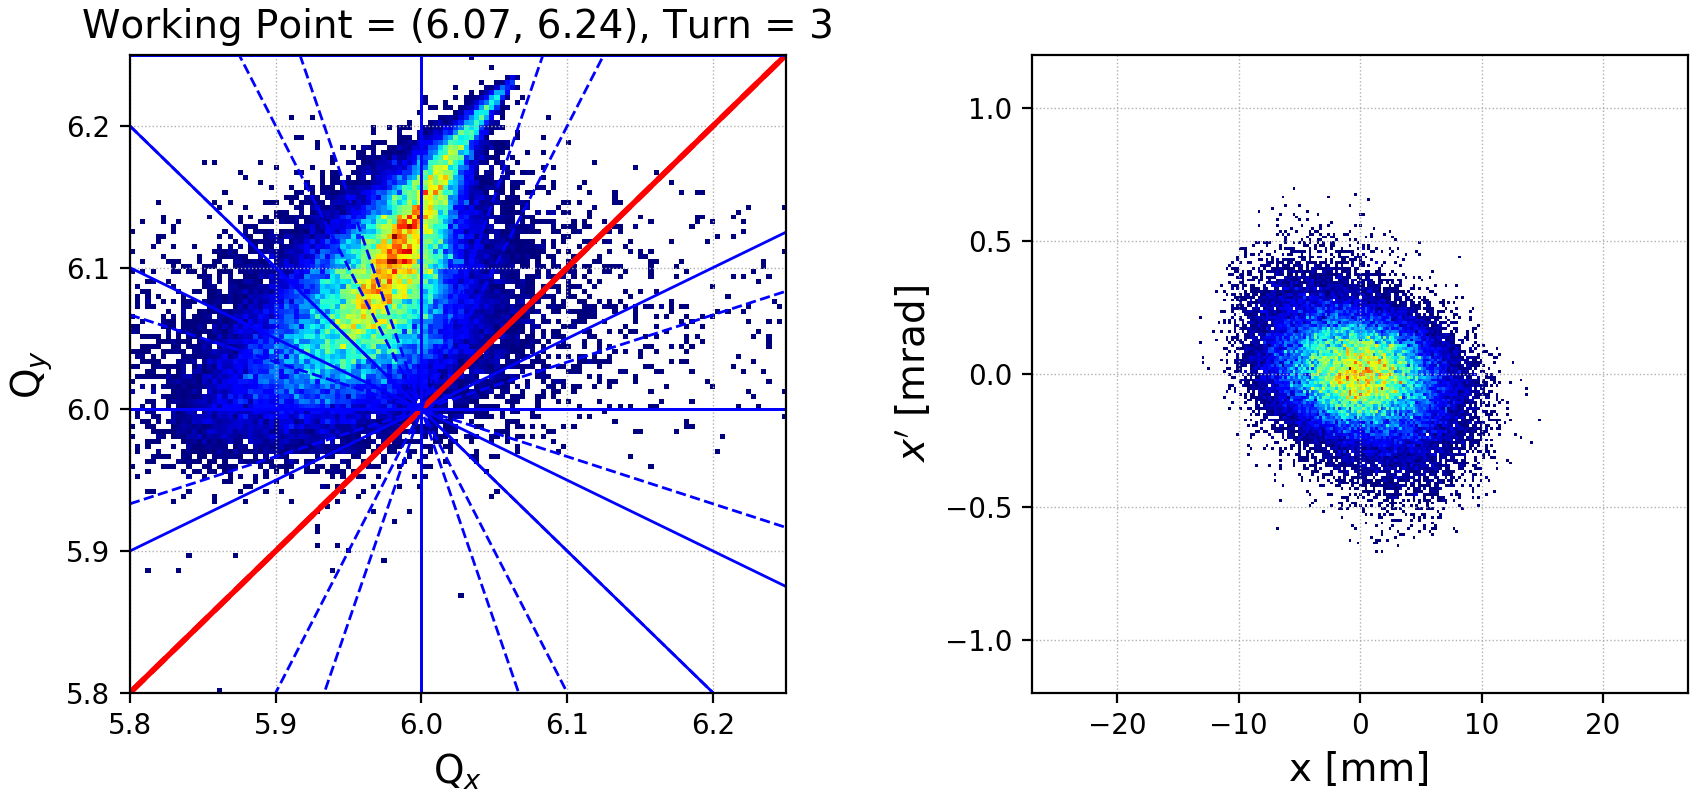 Working Point = (6.07, 6.24), Turn = 3
6.2
6.1
6.0
5.9
5.8
Qy
5.8 5.9 6.0 6.1 6.2
Qx
1.0
0.5
0.0
−0.5
−1.0
x′ [mrad]
−20 −10 0 10 20
x [mm]